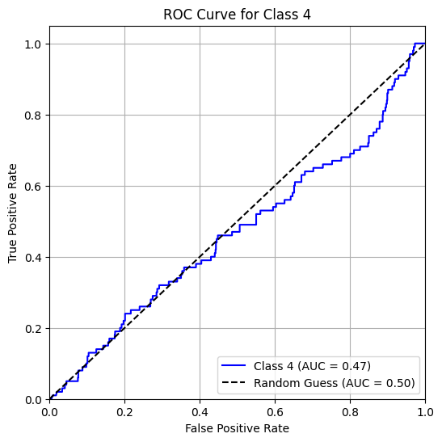 ROC Curve for Class 4
True Positive Rate
1.0
0.8
0.6
0.4
0.2
0.0
Class 4 (AUC = 0.47)
Random Guess (AUC = 0.50)
0.0 0.2 0.4 0.6 0.8 1.0
False Positive Rate